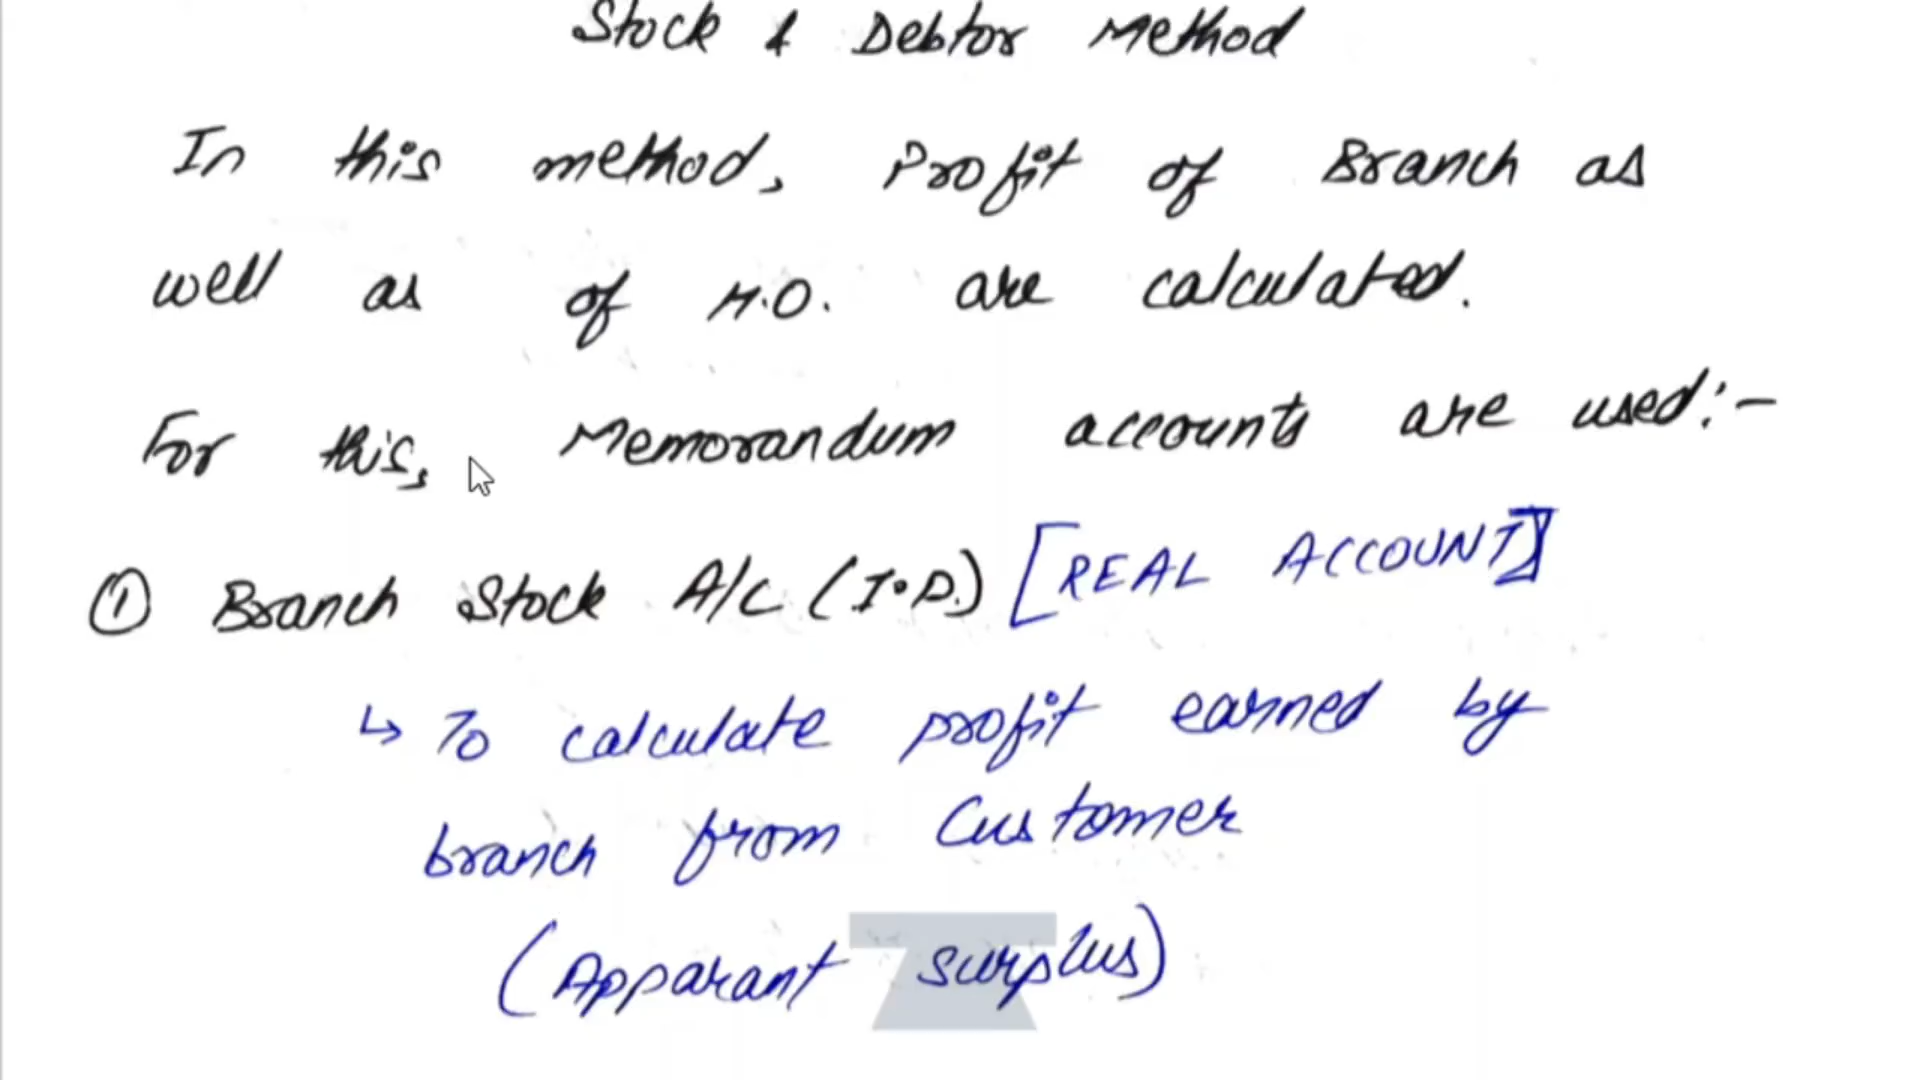 Stock & Debtor Method
In this method, Profit of Branch as
well as of H.O. are calculated.
For this, Memorandum accounts are used:-
① Branch Stock A/C (I.P.) [REAL ACCOUNT]
↳ To calculate profit earned by
branch from Customer
(Apparant surplus)